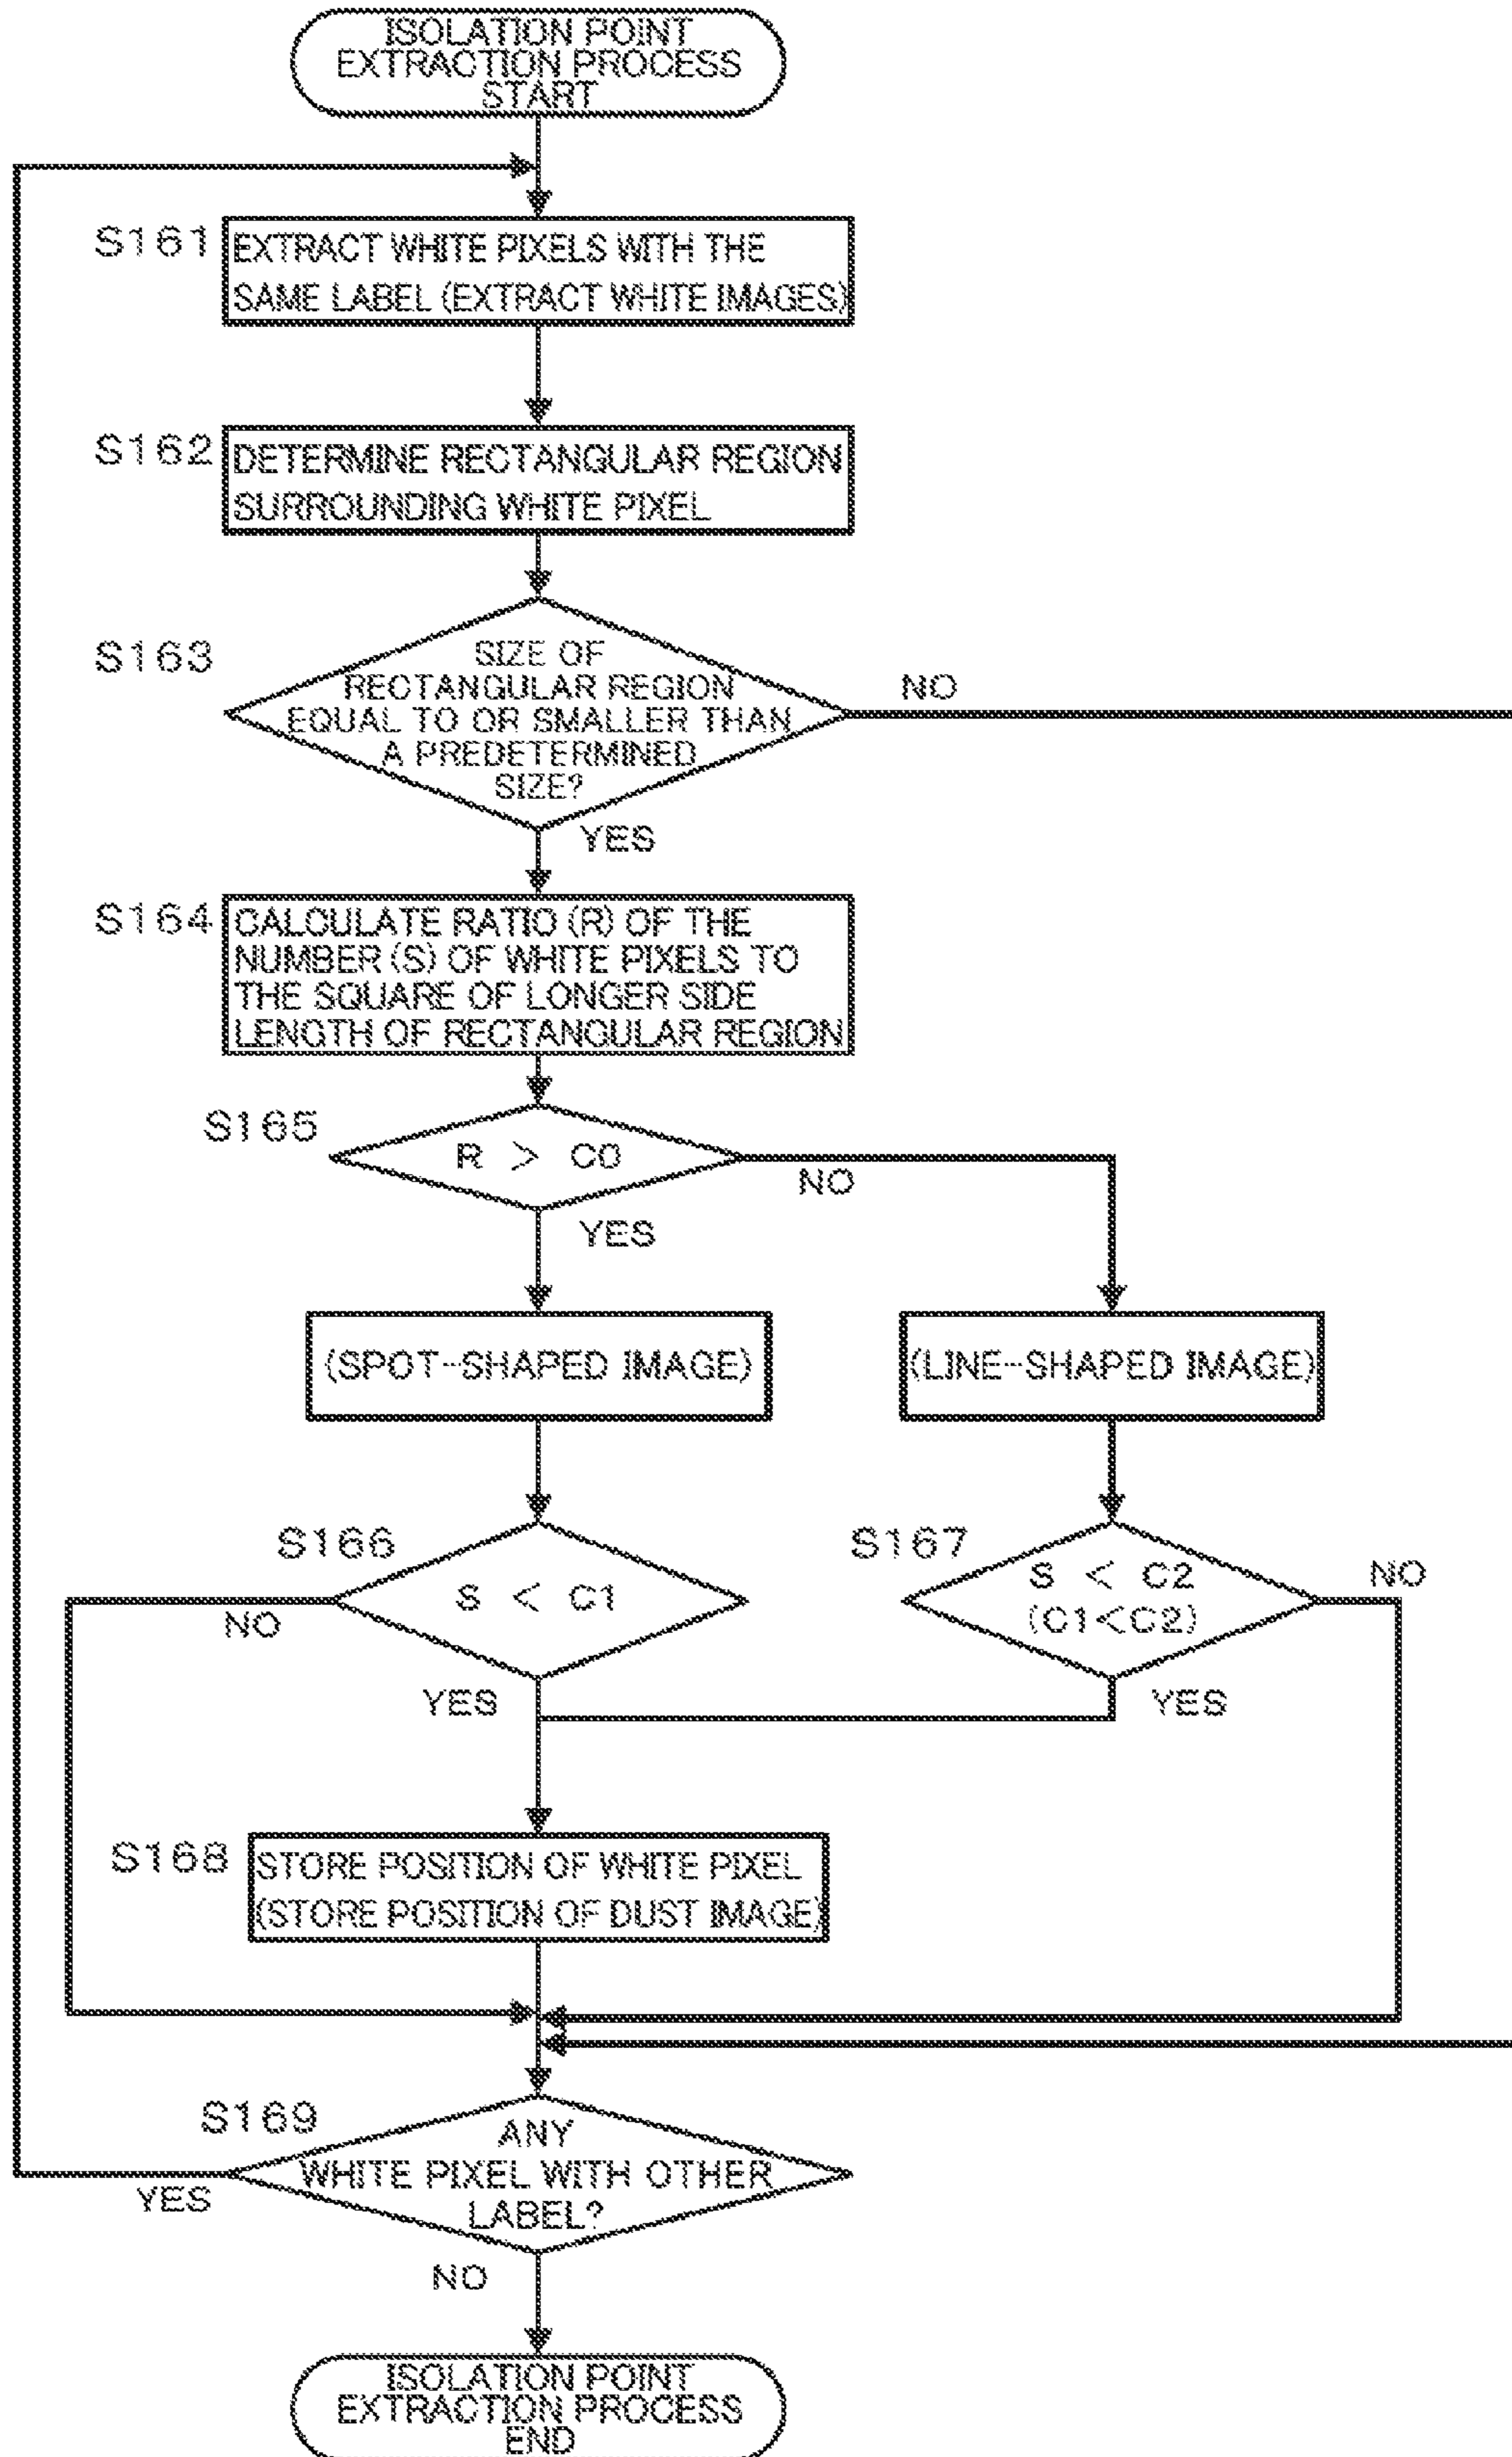 ISOLATION POINT
EXTRACTION PROCESS
START
S161
EXTRACT WHITE PIXELS WITH THE
SAME LABEL (EXTRACT WHITE IMAGES)
S162
DETERMINE RECTANGULAR REGION
SURROUNDING WHITE PIXEL
S163
SIZE OF
RECTANGULAR REGION
EQUAL TO OR SMALLER THAN
A PREDETERMINED
SIZE?
NO
YES
S164
CALCULATE RATIO (R) OF THE
NUMBER (S) OF WHITE PIXELS TO
THE SQUARE OF LONGER SIDE
LENGTH OF RECTANGULAR REGION
S165
R > C0
NO
YES
(SPOT-SHAPED IMAGE)
(LINE-SHAPED IMAGE)
S166
S < C1
NO
YES
S167
S < C2
(C1<C2)
NO
YES
S168
STORE POSITION OF WHITE PIXEL
(STORE POSITION OF DUST IMAGE)
S169
ANY
WHITE PIXEL WITH OTHER
LABEL?
YES
NO
ISOLATION POINT
EXTRACTION PROCESS
END